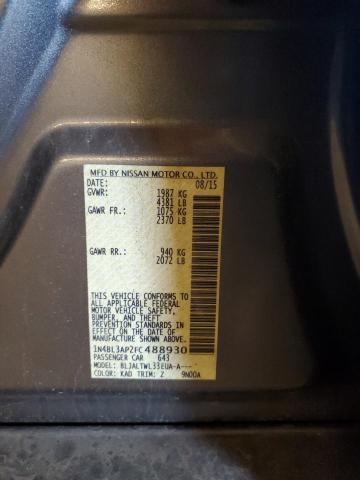 MFD BY NISSAN MOTOR CO., LTD.
DATE: 08/15
GVWR: 1987 KG
4381 LB
GAWR FR.: 1075 KG
2370 LB
GAWR RR.: 940 KG
2072 LB
THIS VEHICLE CONFORMS TO
ALL APPLICABLE FEDERAL
MOTOR VEHICLE SAFETY,
BUMPER, AND THEFT
PREVENTION STANDARDS IN
EFFECT ON THE DATE OF
MANUFACTURE SHOWN ABOVE.
1N4BL3AP2FC488930
PASSENGER CAR 643
MODEL: BLJALTWL33EUA-A---
COLOR: KAD TRIM: Z 9N00A